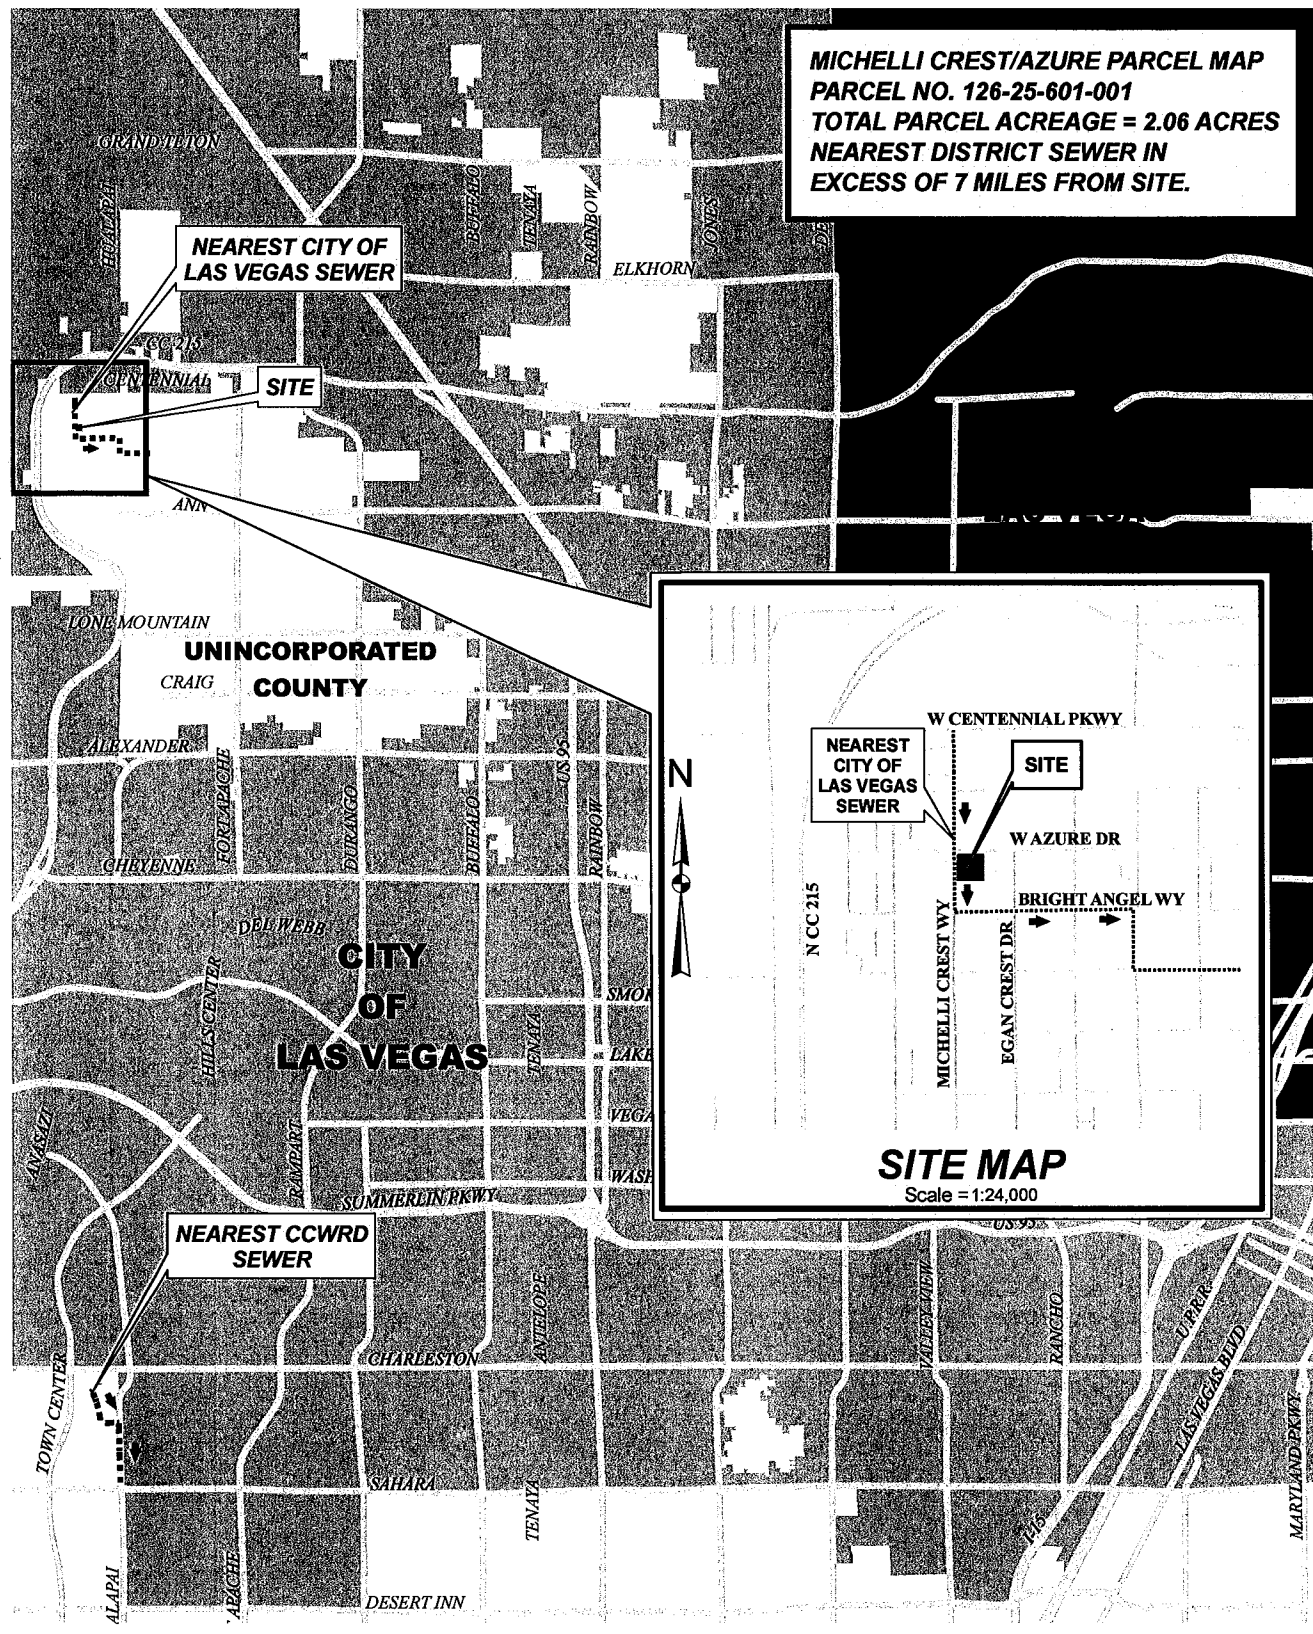 MICHELLI CREST/AZURE PARCEL MAP
PARCEL NO. 126-25-601-001
TOTAL PARCEL ACREAGE = 2.06 ACRES
NEAREST DISTRICT SEWER IN
EXCESS OF 7 MILES FROM SITE.
GRAND TETON
HUALAPAI
BUFFALO
TENAYA
RAINBOW
JONES
DE
NEAREST CITY OF
LAS VEGAS SEWER
ELKHORN
CC 215
CENTENNIAL
SITE
ANN
LONE MOUNTAIN
UNINCORPORATED
COUNTY
CRAIG
ALEXANDER
FORT APACHE
DURANGO
BUFFALO
US 95
RAINBOW
CHEYENNE
DEL WEBB
CITY
OF
LAS VEGAS
HILLS CENTER
TENAYA
SMO
LAKE
VEGA
WASH
ANASAZI
RAMPART
SUMMERLIN PKWY
NEAREST CCWRD
SEWER
W CENTENNIAL PKWY
NEAREST
CITY OF
LAS VEGAS
SEWER
SITE
N
W AZURE DR
BRIGHT ANGEL WY
N CC 215
MICHELLI CREST WY
EGAN CREST DR
SITE MAP
Scale = 1:24,000
US 95
ANTELOPE
VALLEY VIEW
RANCHO
U.P.R.R.
LAS VEGAS BLVD
CHARLESTON
TOWN CENTER
SAHARA
TENAYA
I-15
MARYLAND PKWY
ALAPAI
APACHE
DESERT INN